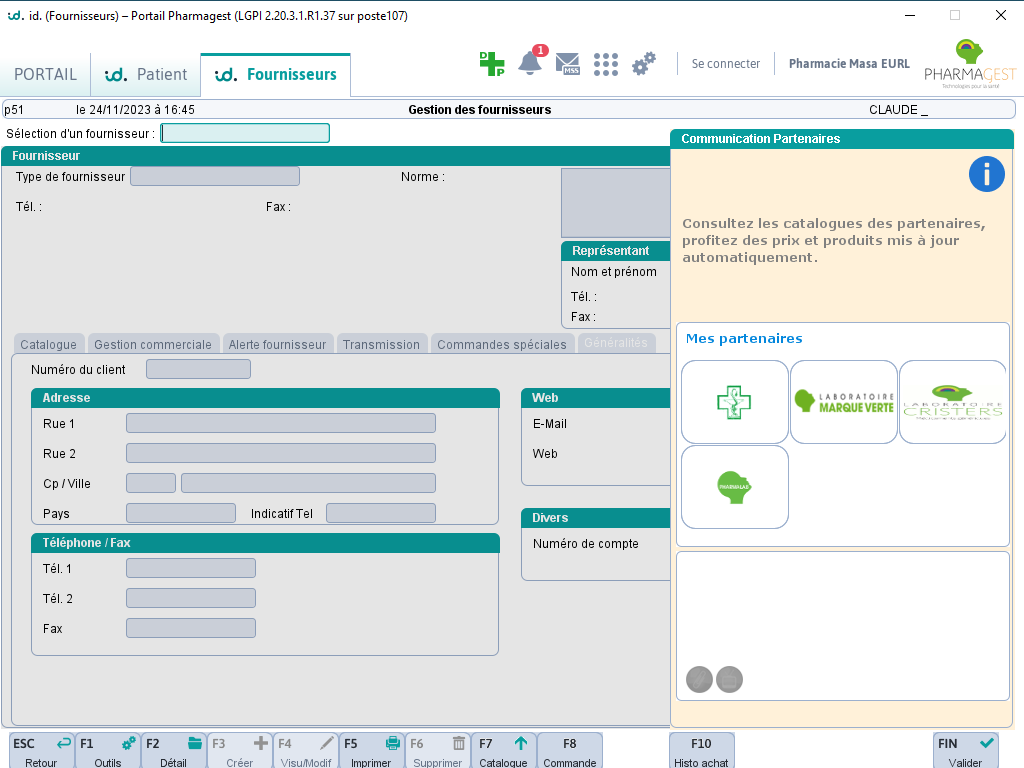 id. (Fournisseurs) – Portail Pharmagest (LGPI 2.20.3.1.R1.37 sur poste107)
PORTAIL
id. Patient
id. Fournisseurs
D P
1
MSS
Se connecter
Pharmacie Masa EURL
PHARMAGEST
Technologies pour la santé
p51 le 24/11/2023 à 16:45 Gestion des fournisseurs CLAUDE _
Sélection d'un fournisseur :
Fournisseur
Type de fournisseur
Norme :
Tél. :
Fax :
Représentant
Nom et prénom
Tél. :
Fax :
Catalogue
Gestion commerciale
Alerte fournisseur
Transmission
Commandes spéciales
Généralités
Numéro du client
Adresse
Rue 1
Rue 2
Cp / Ville
Pays
Indicatif Tel
Téléphone / Fax
Tél. 1
Tél. 2
Fax
Web
E-Mail
Web
Divers
Numéro de compte
Communication Partenaires
i
Consultez les catalogues des partenaires,
profitez des prix et produits mis à jour
automatiquement.
Mes partenaires
LABORATOIRE
MARQUE VERTE
LABORATOIRE
CRISTERS
PHARMALAB
ESC
Retour
F1
Outils
F2
Détail
F3
Créer
F4
Visu/Modif
F5
Imprimer
F6
Supprimer
F7
Catalogue
F8
Commande
F10
Histo achat
FIN
Valider